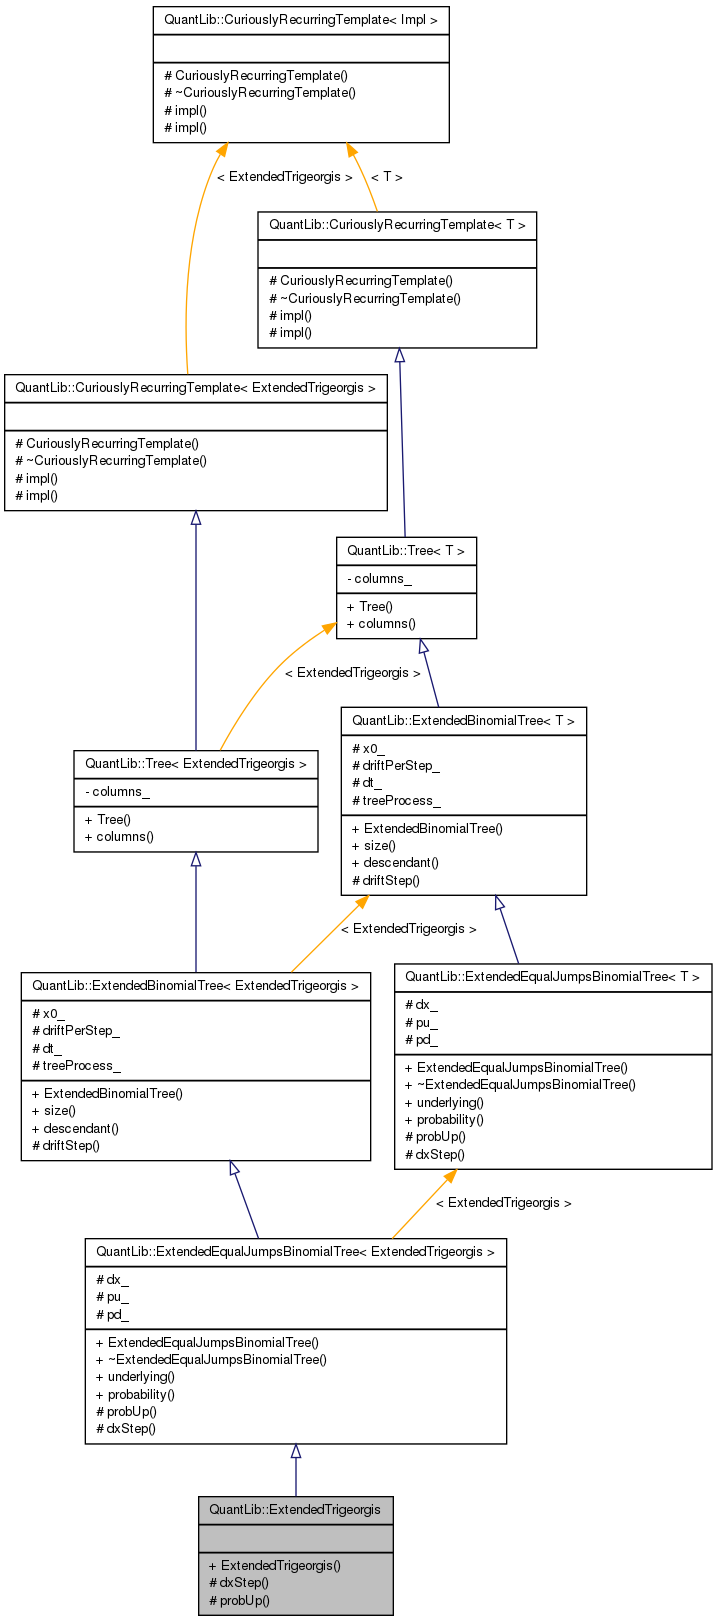 QuantLib::CuriouslyRecurringTemplate< Impl >
# CuriouslyRecurringTemplate()
# ~CuriouslyRecurringTemplate()
# impl()
# impl()
< ExtendedTrigeorgis >
< T >
QuantLib::CuriouslyRecurringTemplate< T >
# CuriouslyRecurringTemplate()
# ~CuriouslyRecurringTemplate()
# impl()
# impl()
QuantLib::CuriouslyRecurringTemplate< ExtendedTrigeorgis >
# CuriouslyRecurringTemplate()
# ~CuriouslyRecurringTemplate()
# impl()
# impl()
QuantLib::Tree< T >
- columns_
+ Tree()
+ columns()
< ExtendedTrigeorgis >
QuantLib::ExtendedBinomialTree< T >
# x0_
# driftPerStep_
# dt_
# treeProcess_
+ ExtendedBinomialTree()
+ size()
+ descendant()
# driftStep()
QuantLib::Tree< ExtendedTrigeorgis >
- columns_
+ Tree()
+ columns()
< ExtendedTrigeorgis >
QuantLib::ExtendedBinomialTree< ExtendedTrigeorgis >
# x0_
# driftPerStep_
# dt_
# treeProcess_
+ ExtendedBinomialTree()
+ size()
+ descendant()
# driftStep()
QuantLib::ExtendedEqualJumpsBinomialTree< T >
# dx_
# pu_
# pd_
+ ExtendedEqualJumpsBinomialTree()
+ ~ExtendedEqualJumpsBinomialTree()
+ underlying()
+ probability()
# probUp()
# dxStep()
< ExtendedTrigeorgis >
QuantLib::ExtendedEqualJumpsBinomialTree< ExtendedTrigeorgis >
# dx_
# pu_
# pd_
+ ExtendedEqualJumpsBinomialTree()
+ ~ExtendedEqualJumpsBinomialTree()
+ underlying()
+ probability()
# probUp()
# dxStep()
QuantLib::ExtendedTrigeorgis
+ ExtendedTrigeorgis()
# dxStep()
# probUp()